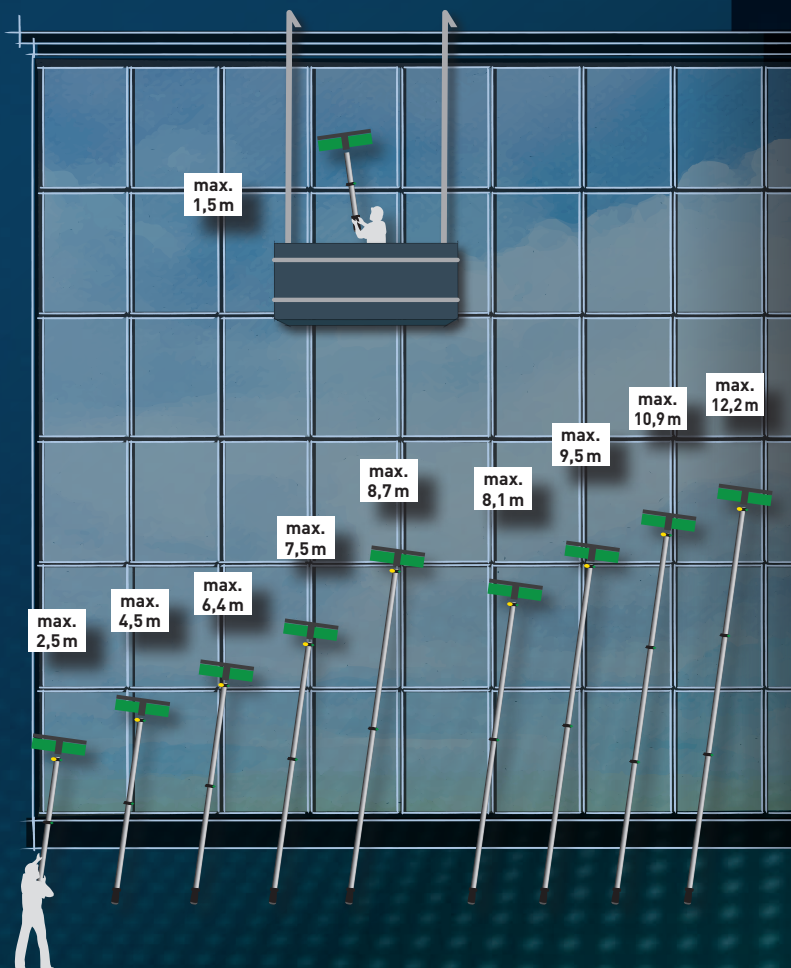 max.
1,5 m
max.
2,5 m
max.
4,5 m
max.
6,4 m
max.
7,5 m
max.
8,7 m
max.
8,1 m
max.
9,5 m
max.
10,9 m
max.
12,2 m